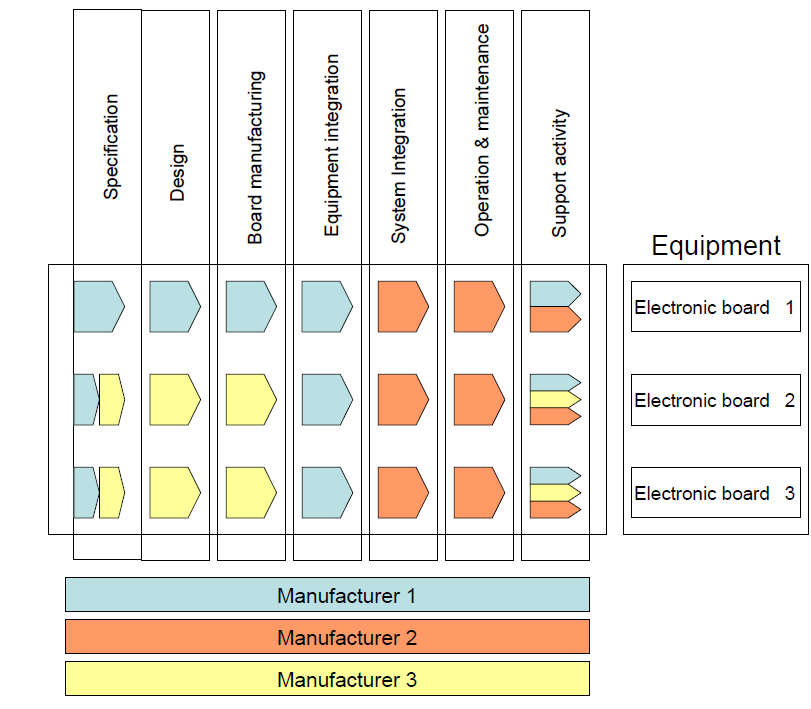 Specification
Design
Board manufacturing
Equipment integration
System Integration
Operation & maintenance
Support activity
Equipment
Electronic board 1
Electronic board 2
Electronic board 3
Manufacturer 1
Manufacturer 2
Manufacturer 3